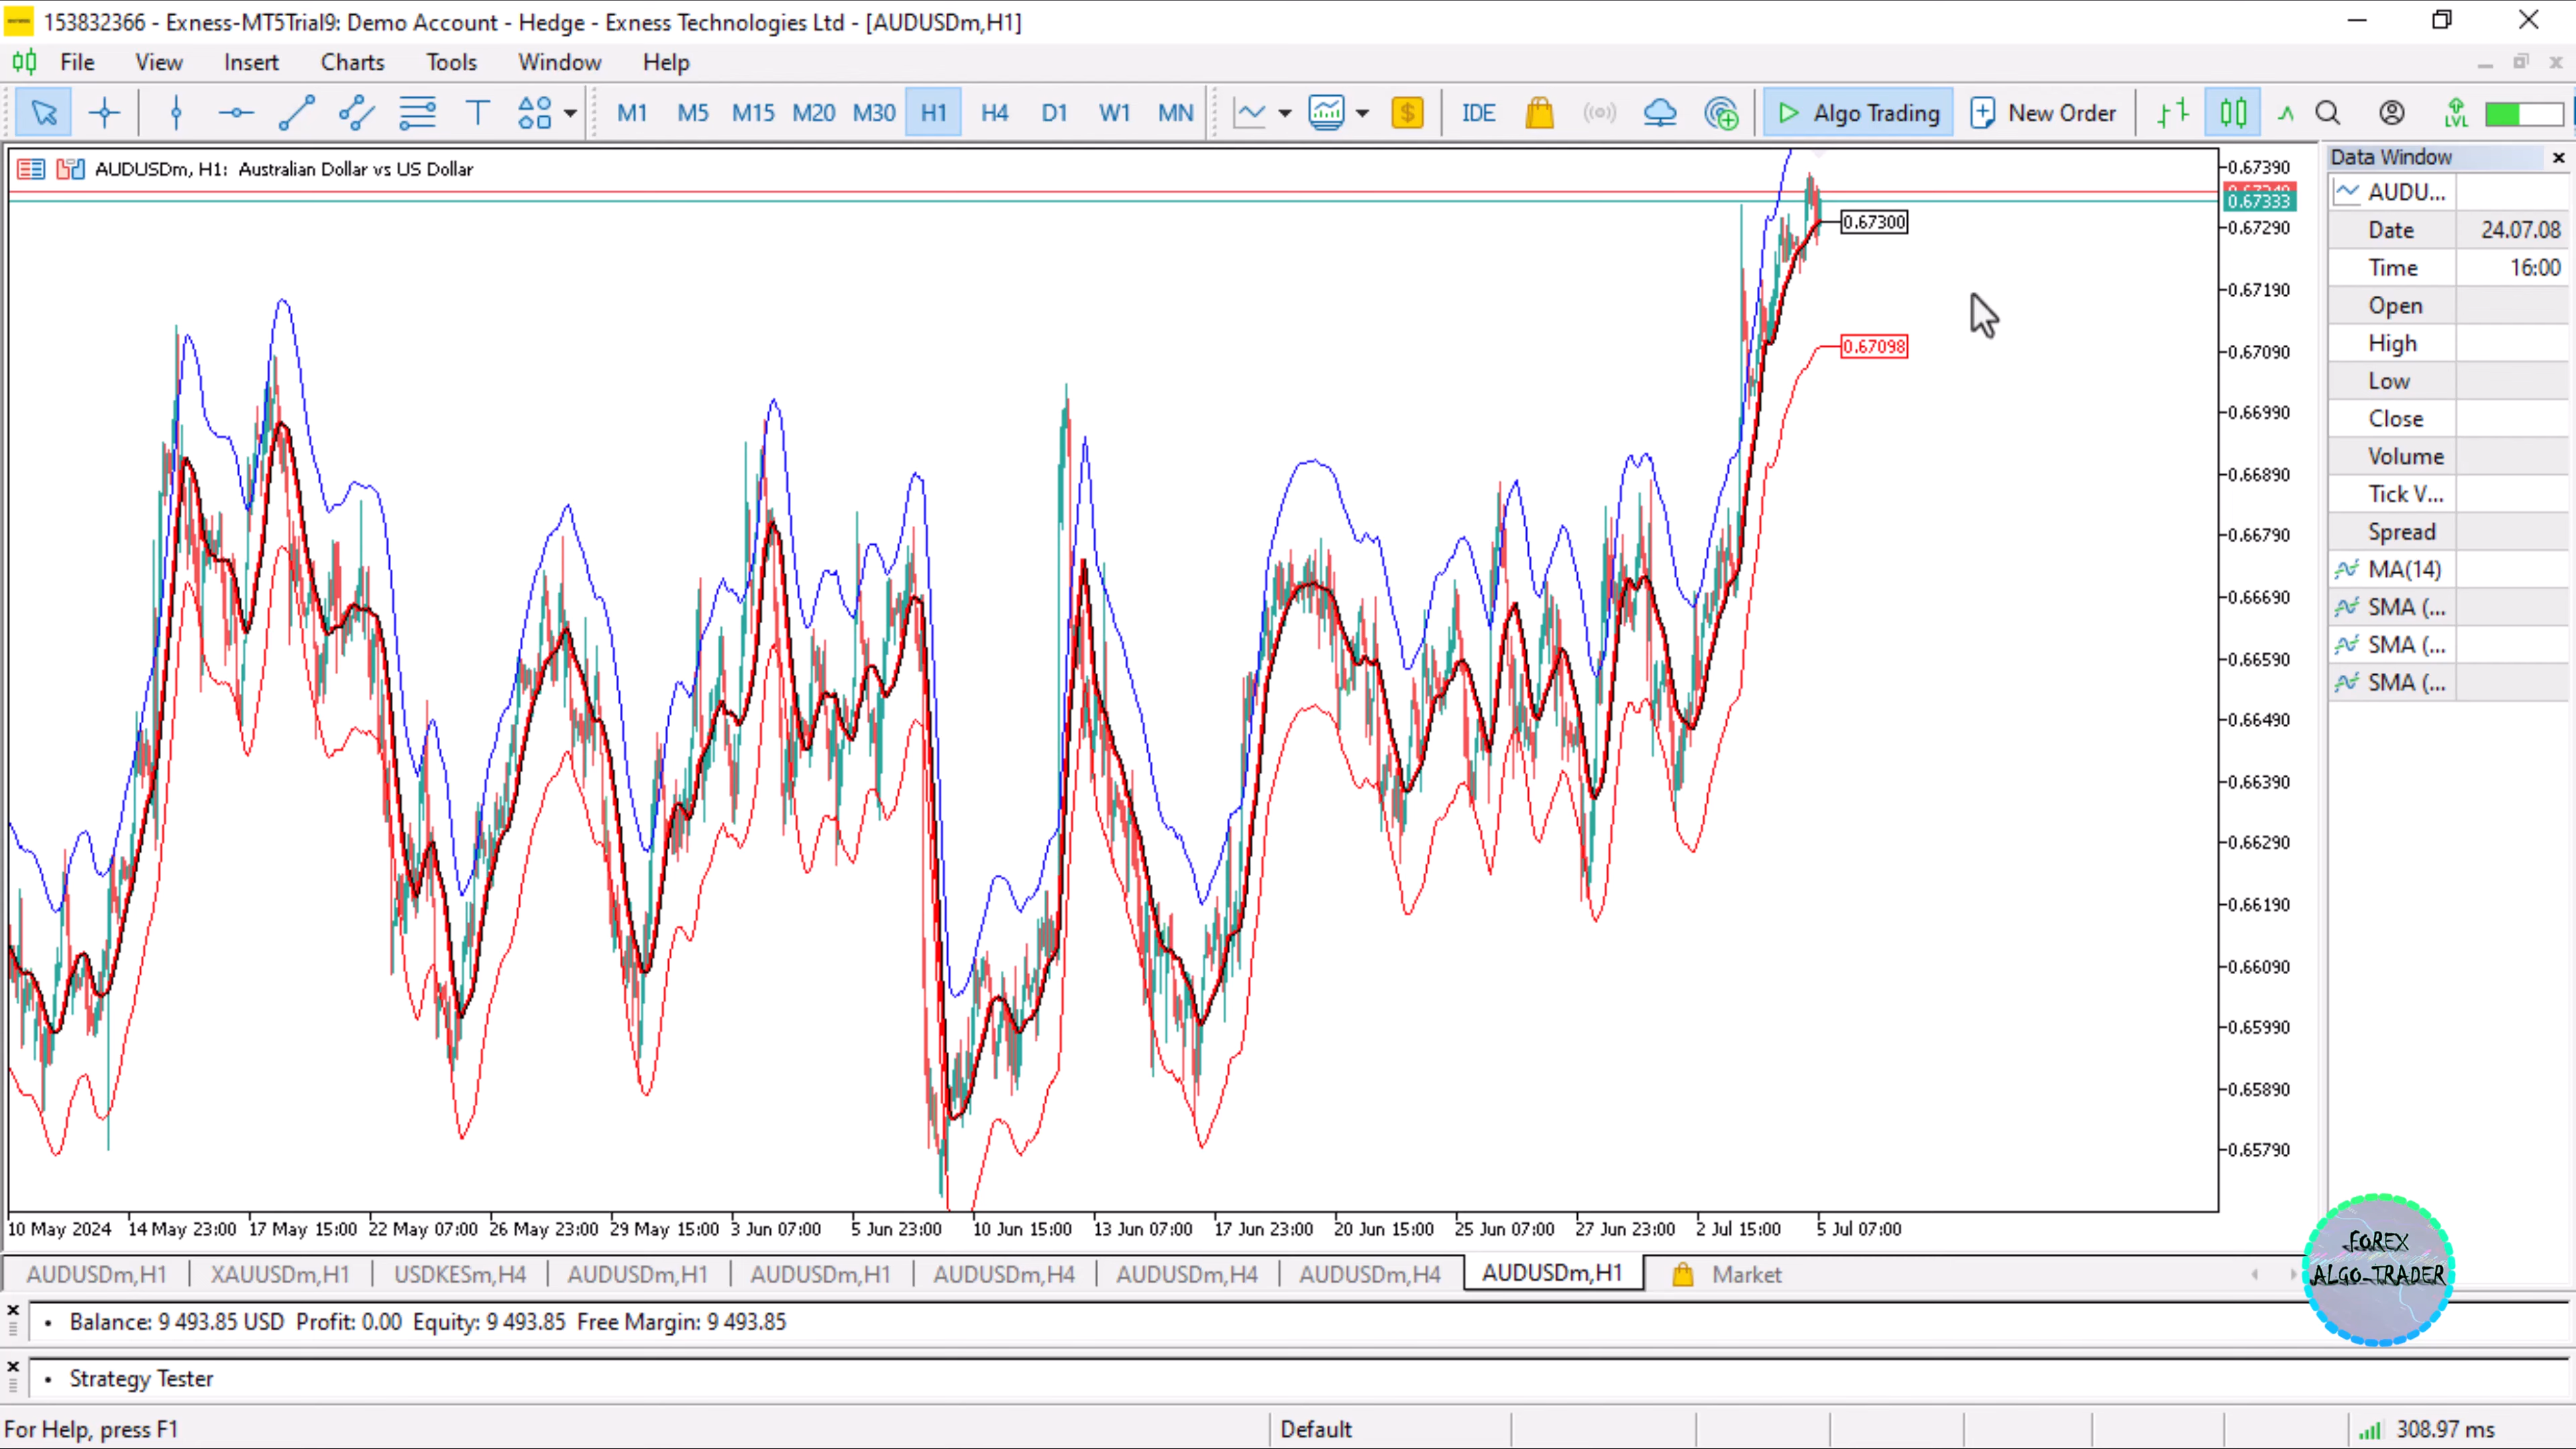 153832366 - Exness-MT5Trial9: Demo Account - Hedge - Exness Technologies Ltd - [AUDUSDm,H1]
File View Insert Charts Tools Window Help
M1 M5 M15 M20 M30 H1 H4 D1 W1 MN IDE Algo Trading New Order LVL
AUDUSDm, H1: Australian Dollar vs US Dollar
0.67390
0.67333
0.67300
0.67290
0.67190
0.67098
0.67090
0.66990
0.66890
0.66790
0.66690
0.66590
0.66490
0.66390
0.66290
0.66190
0.66090
0.65990
0.65890
0.65790
10 May 2024 14 May 23:00 17 May 15:00 22 May 07:00 26 May 23:00 29 May 15:00 3 Jun 07:00 5 Jun 23:00 10 Jun 15:00 13 Jun 07:00 17 Jun 23:00 20 Jun 15:00 25 Jun 07:00 27 Jun 23:00 2 Jul 15:00 5 Jul 07:00
Data Window
AUDU...
Date 24.07.08
Time 16:00
Open
High
Low
Close
Volume
Tick V...
Spread
MA(14)
SMA (...
SMA (...
SMA (...
AUDUSDm,H1 XAUUSDm,H1 USDKESm,H4 AUDUSDm,H1 AUDUSDm,H1 AUDUSDm,H4 AUDUSDm,H4 AUDUSDm,H4 AUDUSDm,H1 Market
FOREX
ALGO-TRADER
• Balance: 9 493.85 USD Profit: 0.00 Equity: 9 493.85 Free Margin: 9 493.85
• Strategy Tester
For Help, press F1 Default 308.97 ms